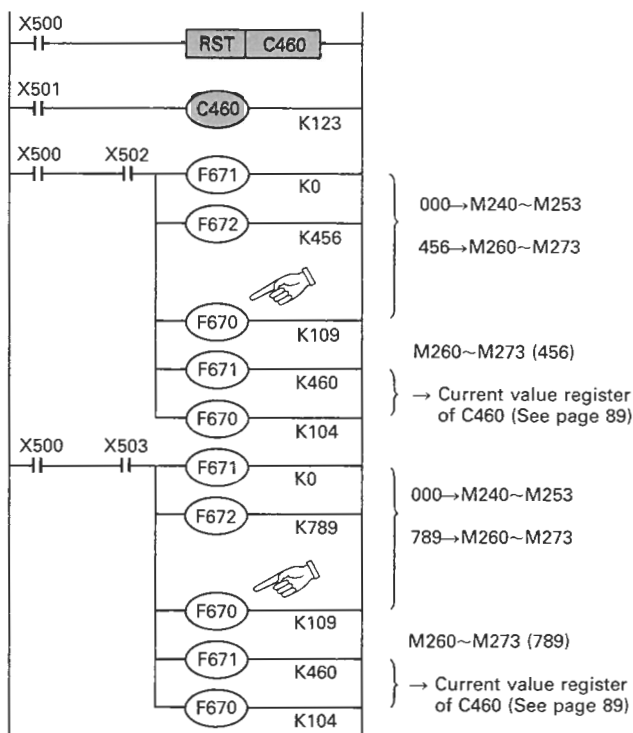 X500
RST C460
X501
C460
K123
X500 X502
F671
K0
000→M240~M253
F672
K456
456→M260~M273
F670
K109
M260~M273 (456)
F671
K460
→ Current value register
of C460 (See page 89)
F670
K104
X500 X503
F671
K0
000→M240~M253
F672
K789
789→M260~M273
F670
K109
M260~M273 (789)
F671
K460
→ Current value register
of C460 (See page 89)
F670
K104